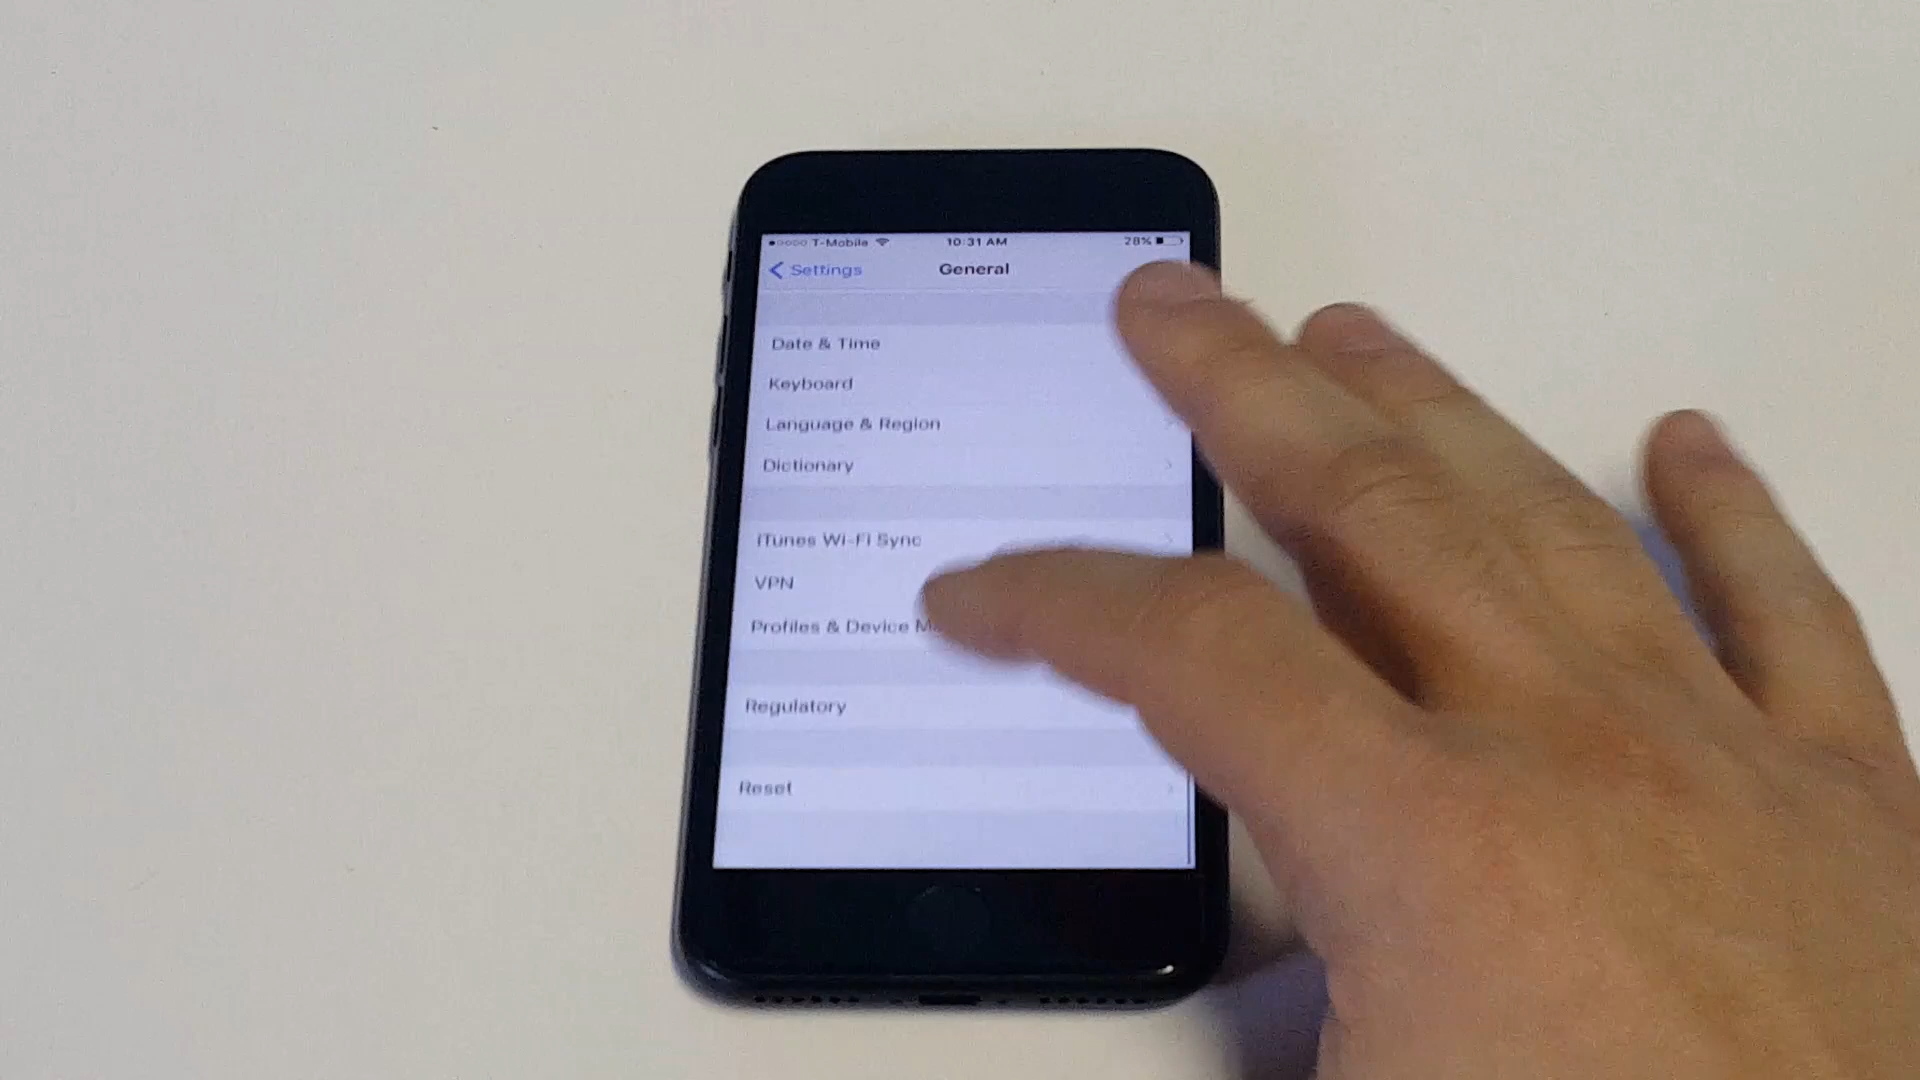 T-Mobile 10:31 AM 28%
Settings General
Date & Time
Keyboard
Language & Region
Dictionary
iTunes Wi-Fi Sync
VPN
Profiles & Device
Regulatory
Reset